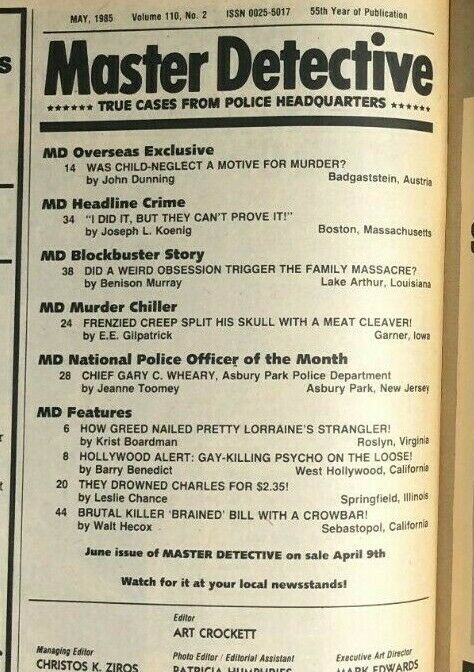 MAY, 1985 Volume 110, No. 2 ISSN 0025-5017 55th Year of Publication
Master Detective
★★★★★★ TRUE CASES FROM POLICE HEADQUARTERS ★★★★★★
MD Overseas Exclusive
14 WAS CHILD-NEGLECT A MOTIVE FOR MURDER?
by John Dunning Badgaststein, Austria
MD Headline Crime
34 "I DID IT, BUT THEY CAN'T PROVE IT!"
by Joseph L. Koenig Boston, Massachusetts
MD Blockbuster Story
38 DID A WEIRD OBSESSION TRIGGER THE FAMILY MASSACRE?
by Benison Murray Lake Arthur, Louisiana
MD Murder Chiller
24 FRENZIED CREEP SPLIT HIS SKULL WITH A MEAT CLEAVER!
by E.E. Gilpatrick Garner, Iowa
MD National Police Officer of the Month
28 CHIEF GARY C. WHEARY, Asbury Park Police Department
by Jeanne Toomey Asbury Park, New Jersey
MD Features
6 HOW GREED NAILED PRETTY LORRAINE'S STRANGLER!
by Krist Boardman Roslyn, Virginia
8 HOLLYWOOD ALERT: GAY-KILLING PSYCHO ON THE LOOSE!
by Barry Benedict West Hollywood, California
20 THEY DROWNED CHARLES FOR $2.35!
by Leslie Chance Springfield, Illinois
44 BRUTAL KILLER 'BRAINED' BILL WITH A CROWBAR!
by Walt Hecox Sebastopol, California
June issue of MASTER DETECTIVE on sale April 9th
Watch for it at your local newsstands!
Editor
ART CROCKETT
Managing Editor Photo Editor / Editorial Assistant Executive Art Director
CHRISTOS K. ZIROS PATRICIA HUMPHRIES MARK EDWARDS